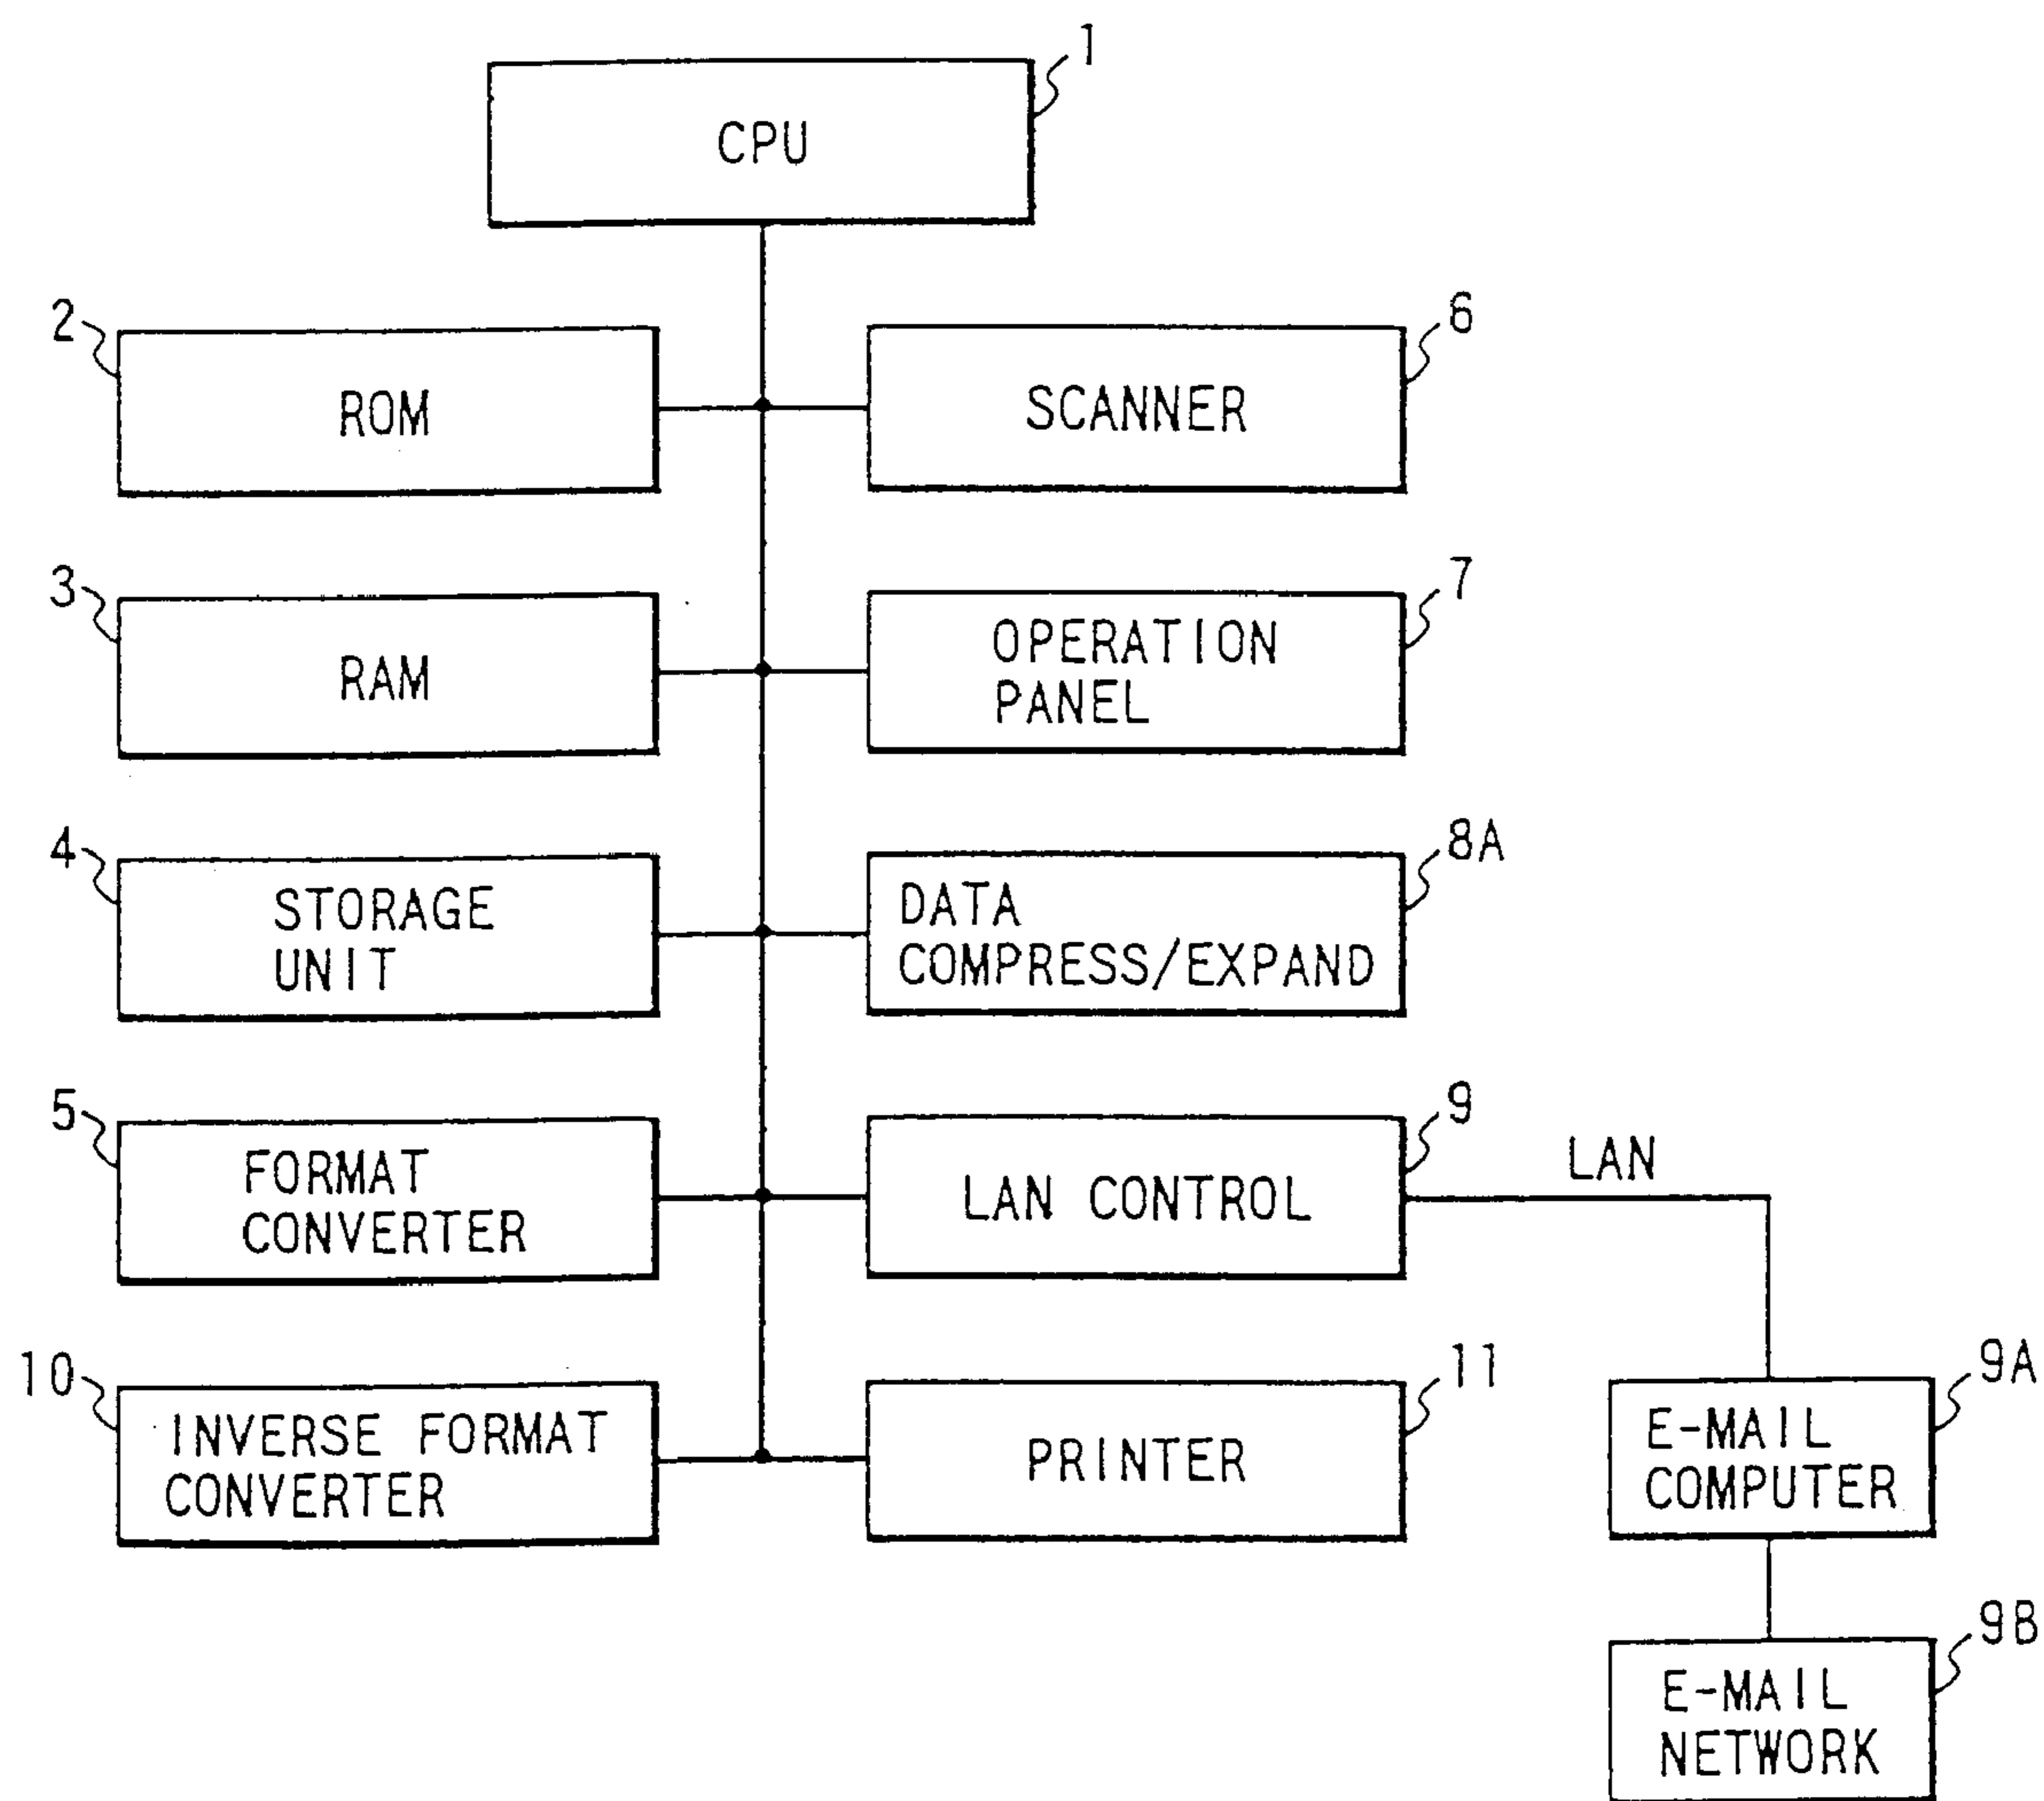 1
CPU
2
ROM
6
SCANNER
3
RAM
7
OPERATION
PANEL
4
STORAGE
UNIT
8A
DATA
COMPRESS/EXPAND
5
FORMAT
CONVERTER
9
LAN CONTROL
LAN
10
INVERSE FORMAT
CONVERTER
11
PRINTER
9A
E-MAIL
COMPUTER
9B
E-MAIL
NETWORK